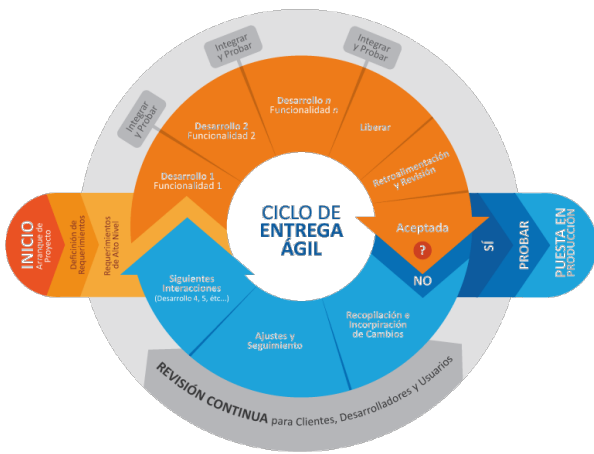 Integrar
y Probar
Integrar
y Probar
Integrar
y Probar
Desarrollo n
Funcionalidad n
Desarrollo 2
Funcionalidad 2
Liberar
Desarrollo 1
Funcionalidad 1
Retroalimentación
y Revisión
INICIO
Arranque de
Proyecto
Definición de
Requerimientos
Requerimientos
de Alto Nivel
CICLO DE
ENTREGA
ÁGIL
Aceptada
?
NO
SÍ
PROBAR
PUESTA EN
PRODUCCIÓN
Siguientes
Interacciones
(Desarrollo 4, 5, étc...)
Ajustes y
Seguimiento
Recopilación e
Incorpiración
de Cambios
REVISIÓN CONTINUA para Clientes, Desarrolladores y Usuarios